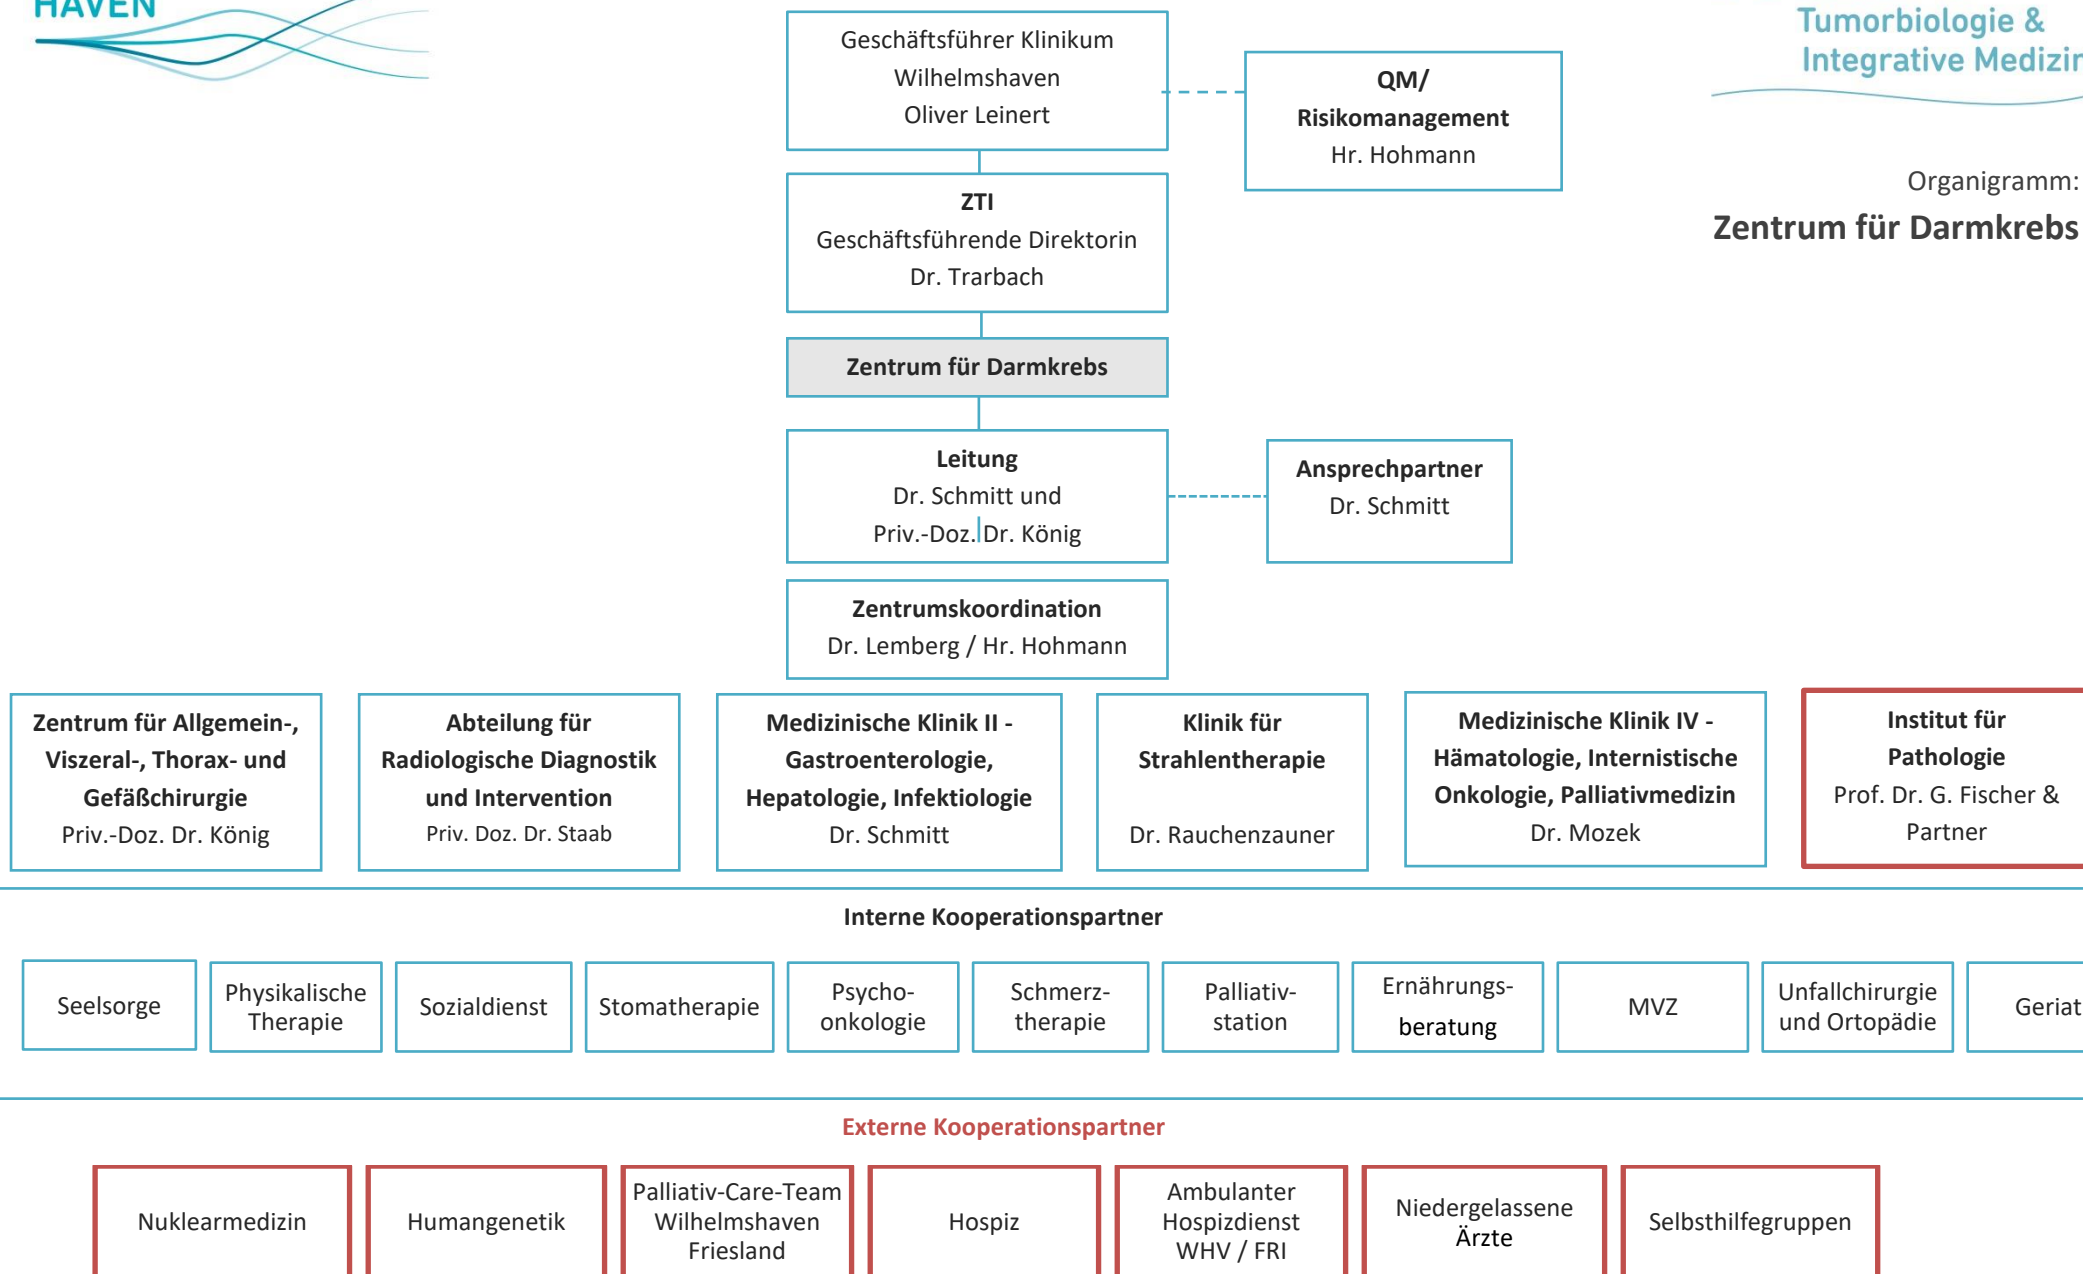 HAVEN
Tumorbiologie &
Geschäftsführer Klinikum
Wilhelmshaven
Oliver Leinert
QM/
Risikomanagement
Hr. Hohmann
Organigramm:
Zentrum für Darmkrebs
ZTI
Geschäftsführende Direktorin
Dr. Trarbach
Zentrum für Darmkrebs
Leitung
Dr. Schmitt und
Priv.-Doz. Dr. König
Ansprechpartner
Dr. Schmitt
Zentrumskoordination
Dr. Lemberg / Hr. Hohmann
Zentrum für Allgemein-,
Viszeral-, Thorax- und
Gefäßchirurgie
Priv.-Doz. Dr. König
Abteilung für
Radiologische Diagnostik
und Intervention
Priv. Doz. Dr. Staab
Medizinische Klinik II -
Gastroenterologie,
Hepatologie, Infektiologie
Dr. Schmitt
Klinik für
Strahlentherapie
Dr. Rauchenzauner
Medizinische Klinik IV -
Hämatologie, Internistische
Onkologie, Palliativmedizin
Dr. Mozek
Institut für
Pathologie
Prof. Dr. G. Fischer &
Partner
Interne Kooperationspartner
Seelsorge
Physikalische
Therapie
Sozialdienst
Stomatherapie
Psycho-
onkologie
Schmerz-
therapie
Palliativ-
station
Ernährungs-
beratung
MVZ
Unfallchirurgie
und Ortopädie
Geriat
Externe Kooperationspartner
Nuklearmedizin
Humangenetik
Palliativ-Care-Team
Wilhelmshaven
Friesland
Hospiz
Ambulanter
Hospizdienst
WHV / FRI
Niedergelassene
Ärzte
Selbsthilfegruppen
Integrative Medizin